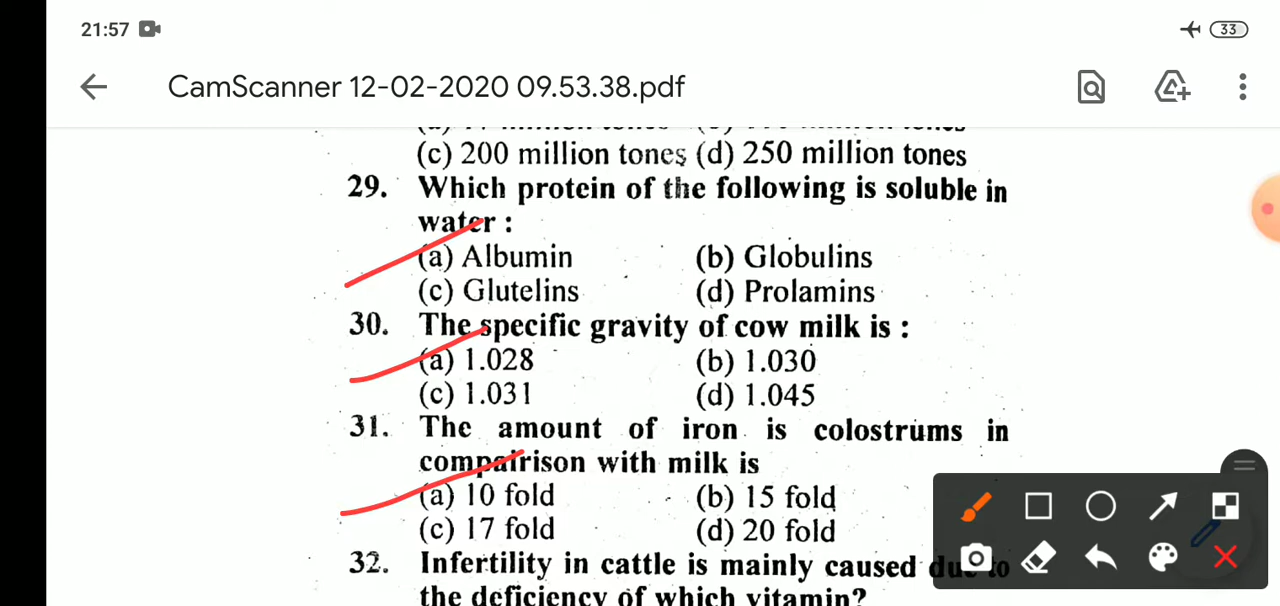 21:57
33
CamScanner 12-02-2020 09.53.38.pdf
(c) 200 million tones (d) 250 million tones
29. Which protein of the following is soluble in
water :
(a) Albumin (b) Globulins
(c) Glutelins (d) Prolamins
30. The specific gravity of cow milk is :
(a) 1.028 (b) 1.030
(c) 1.031 (d) 1.045
31. The amount of iron is colostrums in
compairison with milk is
(a) 10 fold (b) 15 fold
(c) 17 fold (d) 20 fold
32. Infertility in cattle is mainly caused due to
the deficiency of which vitamin?